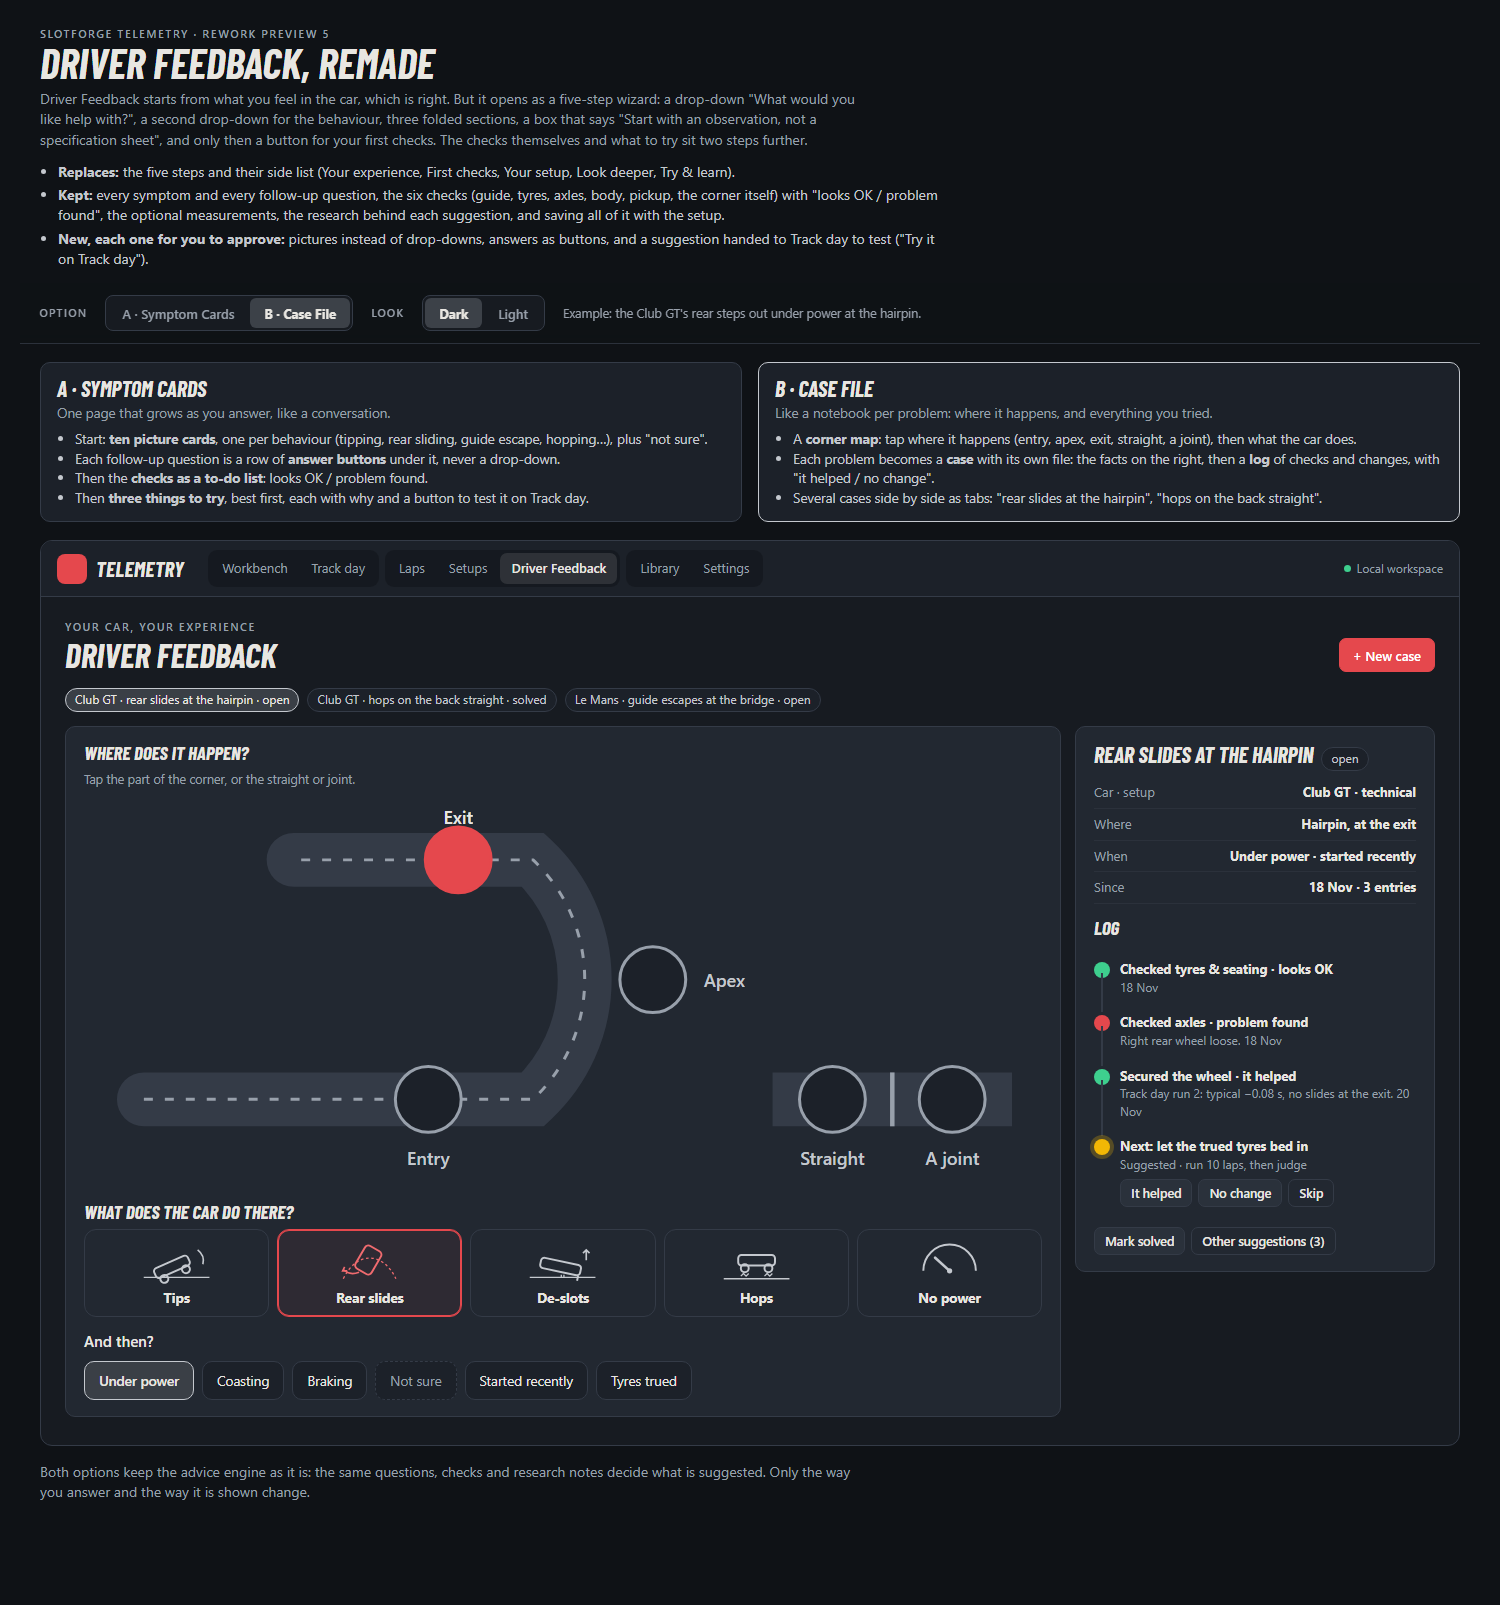 SLOTFORGE TELEMETRY · REWORK PREVIEW 5
DRIVER FEEDBACK, REMADE
Driver Feedback starts from what you feel in the car, which is right. But it opens as a five-step wizard: a drop-down "What would you
like help with?", a second drop-down for the behaviour, three folded sections, a box that says "Start with an observation, not a
specification sheet", and only then a button for your first checks. The checks themselves and what to try sit two steps further.
• Replaces: the five steps and their side list (Your experience, First checks, Your setup, Look deeper, Try & learn).
• Kept: every symptom and every follow-up question, the six checks (guide, tyres, axles, body, pickup, the corner itself) with "looks OK / problem
found", the optional measurements, the research behind each suggestion, and saving all of it with the setup.
• New, each one for you to approve: pictures instead of drop-downs, answers as buttons, and a suggestion handed to Track day to test ("Try it
on Track day").
OPTION
A · Symptom Cards
B · Case File
LOOK
Dark
Light
Example: the Club GT's rear steps out under power at the hairpin.
A · SYMPTOM CARDS
One page that grows as you answer, like a conversation.
• Start: ten picture cards, one per behaviour (tipping, rear sliding, guide escape, hopping...), plus "not sure".
• Each follow-up question is a row of answer buttons under it, never a drop-down.
• Then the checks as a to-do list: looks OK / problem found.
• Then three things to try, best first, each with why and a button to test it on Track day.
B · CASE FILE
Like a notebook per problem: where it happens, and everything you tried.
• A corner map: tap where it happens (entry, apex, exit, straight, a joint), then what the car does.
• Each problem becomes a case with its own file: the facts on the right, then a log of checks and changes, with
"it helped / no change".
• Several cases side by side as tabs: "rear slides at the hairpin", "hops on the back straight".
TELEMETRY
Workbench
Track day
Laps
Setups
Driver Feedback
Library
Settings
Local workspace
YOUR CAR, YOUR EXPERIENCE
DRIVER FEEDBACK
+ New case
Club GT · rear slides at the hairpin · open
Club GT · hops on the back straight · solved
Le Mans · guide escapes at the bridge · open
WHERE DOES IT HAPPEN?
Tap the part of the corner, or the straight or joint.
Exit
Apex
Entry
Straight
A joint
WHAT DOES THE CAR DO THERE?
Tips
Rear slides
De-slots
Hops
No power
And then?
Under power
Coasting
Braking
Not sure
Started recently
Tyres trued
REAR SLIDES AT THE HAIRPIN
open
Car · setup
Club GT · technical
Where
Hairpin, at the exit
When
Under power · started recently
Since
18 Nov · 3 entries
LOG
Checked tyres & seating · looks OK
18 Nov
Checked axles · problem found
Right rear wheel loose. 18 Nov
Secured the wheel · it helped
Track day run 2: typical −0.08 s, no slides at the exit. 20
Nov
Next: let the trued tyres bed in
Suggested · run 10 laps, then judge
It helped
No change
Skip
Mark solved
Other suggestions (3)
Both options keep the advice engine as it is: the same questions, checks and research notes decide what is suggested. Only the way
you answer and the way it is shown change.